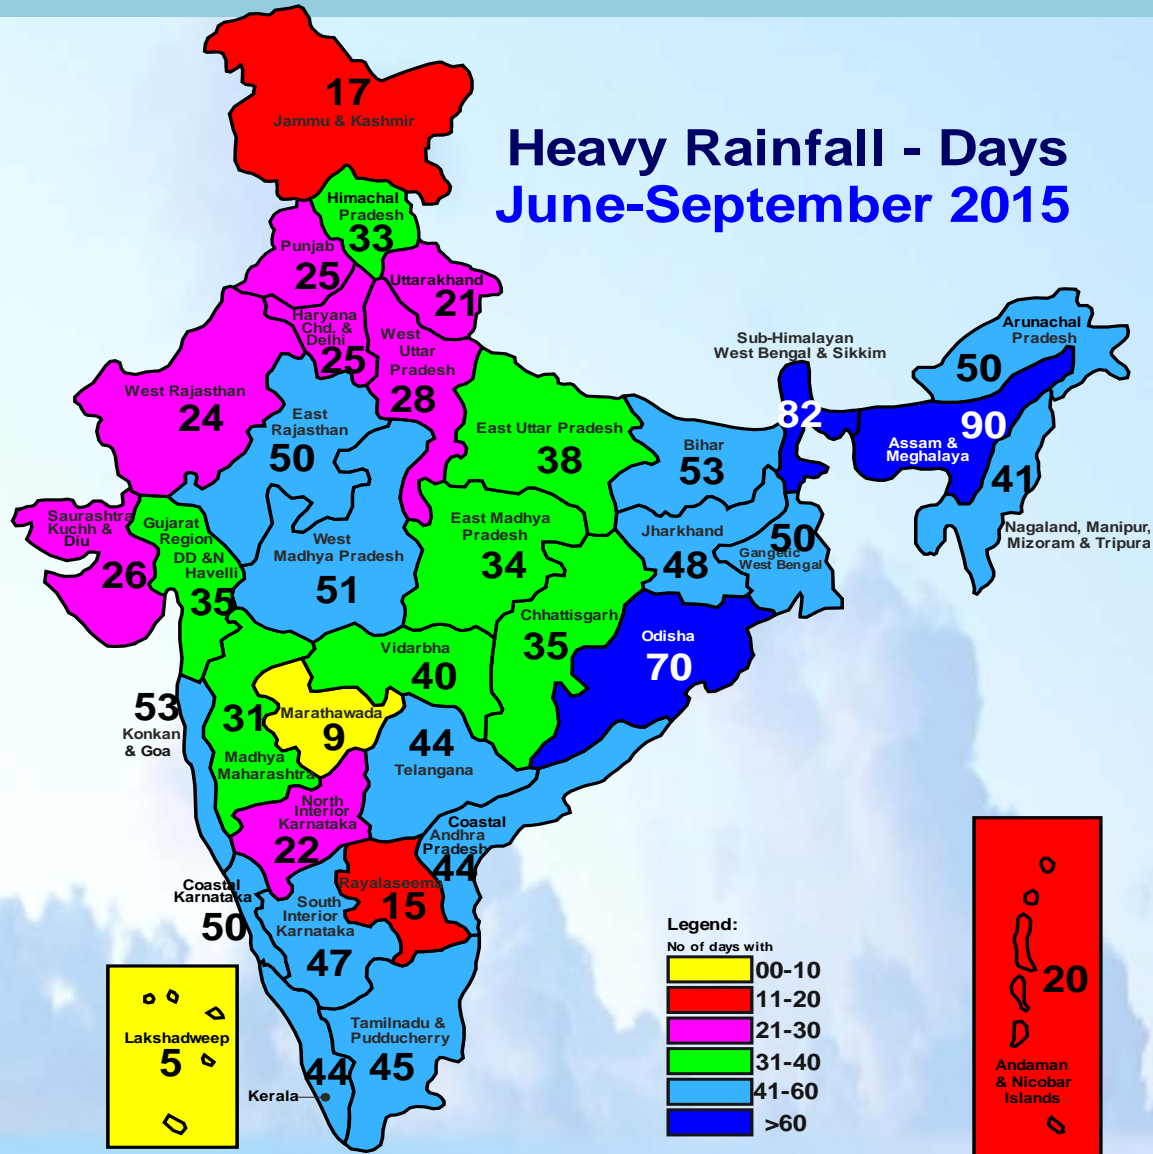 Heavy Rainfall - Days
June-September 2015
17
Jammu & Kashmir
Himachal
Pradesh
33
Punjab
25
Uttarakhand
21
Haryana
Chd. &
Delhi
25
West
Uttar
Pradesh
28
West Rajasthan
24
East
Rajasthan
50
East Uttar Pradesh
38
Bihar
53
Sub-Himalayan
West Bengal & Sikkim
82
Arunachal
Pradesh
50
90
Assam &
Meghalaya
41
Nagaland, Manipur,
Mizoram & Tripura
Saurashtra
Kuchh &
Diu
26
Gujarat
Region
DD &N
Havelli
35
West
Madhya Pradesh
51
East Madhya
Pradesh
34
Jharkhand
48
50
Gangetic
West Bengal
Chhattisgarh
35
Odisha
70
Vidarbha
40
53
Konkan
& Goa
31
Madhya
Maharashtra
Marathawada
9
44
Telangana
North
Interior
Karnataka
22
Coastal
Andhra
Pradesh
44
Rayalaseema
15
Coastal
Karnataka
50
South
Interior
Karnataka
47
Lakshadweep
5
Tamilnadu &
Pudducherry
45
44
Kerala
Legend:
No of days with
00-10
11-20
21-30
31-40
41-60
>60
20
Andaman
& Nicobar
Islands